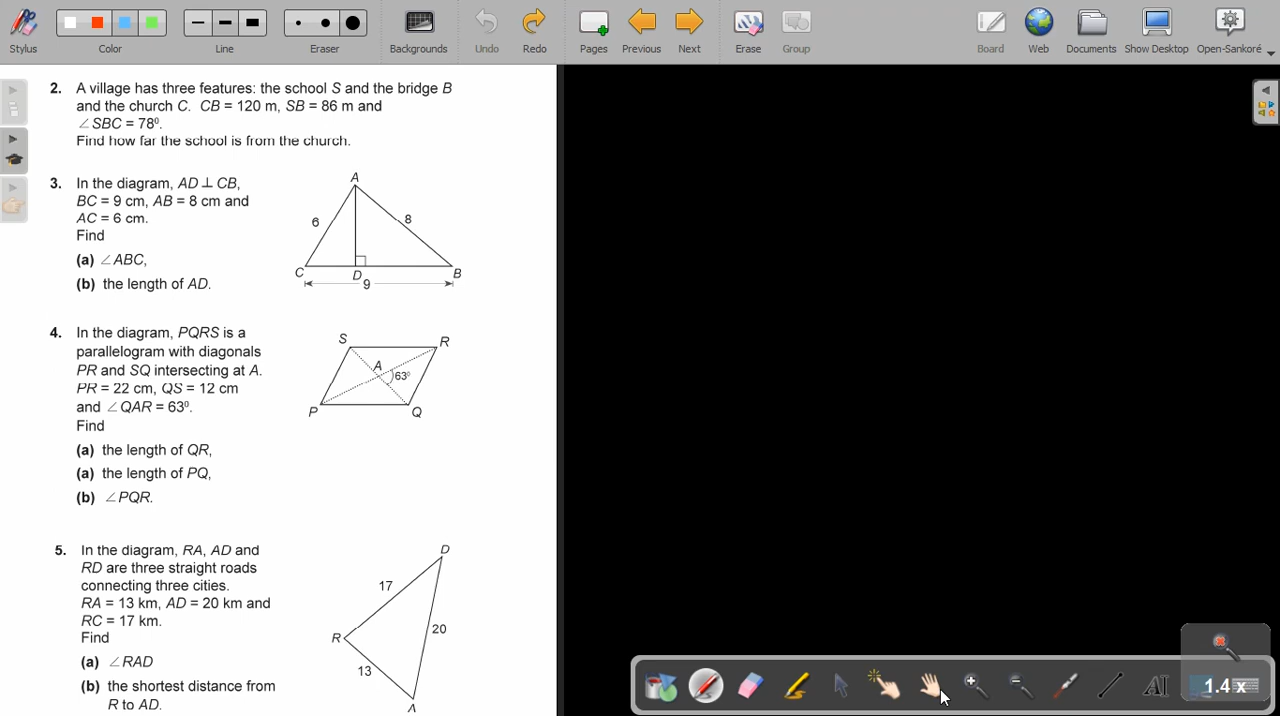 Stylus
Color
Line
Eraser
Backgrounds
Undo
Redo
Pages
Previous
Next
Erase
Group
Board
Web
Documents
Show Desktop
Open-Sankoré
2. A village has three features: the school S and the bridge B
and the church C. CB = 120 m, SB = 86 m and
∠SBC = 78⁰.
Find how far the school is from the church.
3. In the diagram, AD ⊥ CB,
BC = 9 cm, AB = 8 cm and
AC = 6 cm.
Find
(a) ∠ABC,
(b) the length of AD.
A
6
8
C
D
B
9
4. In the diagram, PQRS is a
parallelogram with diagonals
PR and SQ intersecting at A.
PR = 22 cm, QS = 12 cm
and ∠QAR = 63⁰.
Find
(a) the length of QR,
(a) the length of PQ,
(b) ∠PQR.
S
R
A
63⁰
P
Q
5. In the diagram, RA, AD and
RD are three straight roads
connecting three cities.
RA = 13 km, AD = 20 km and
RC = 17 km.
Find
(a) ∠RAD
(b) the shortest distance from
R to AD.
D
17
R
20
13
A
AI
1.4 x